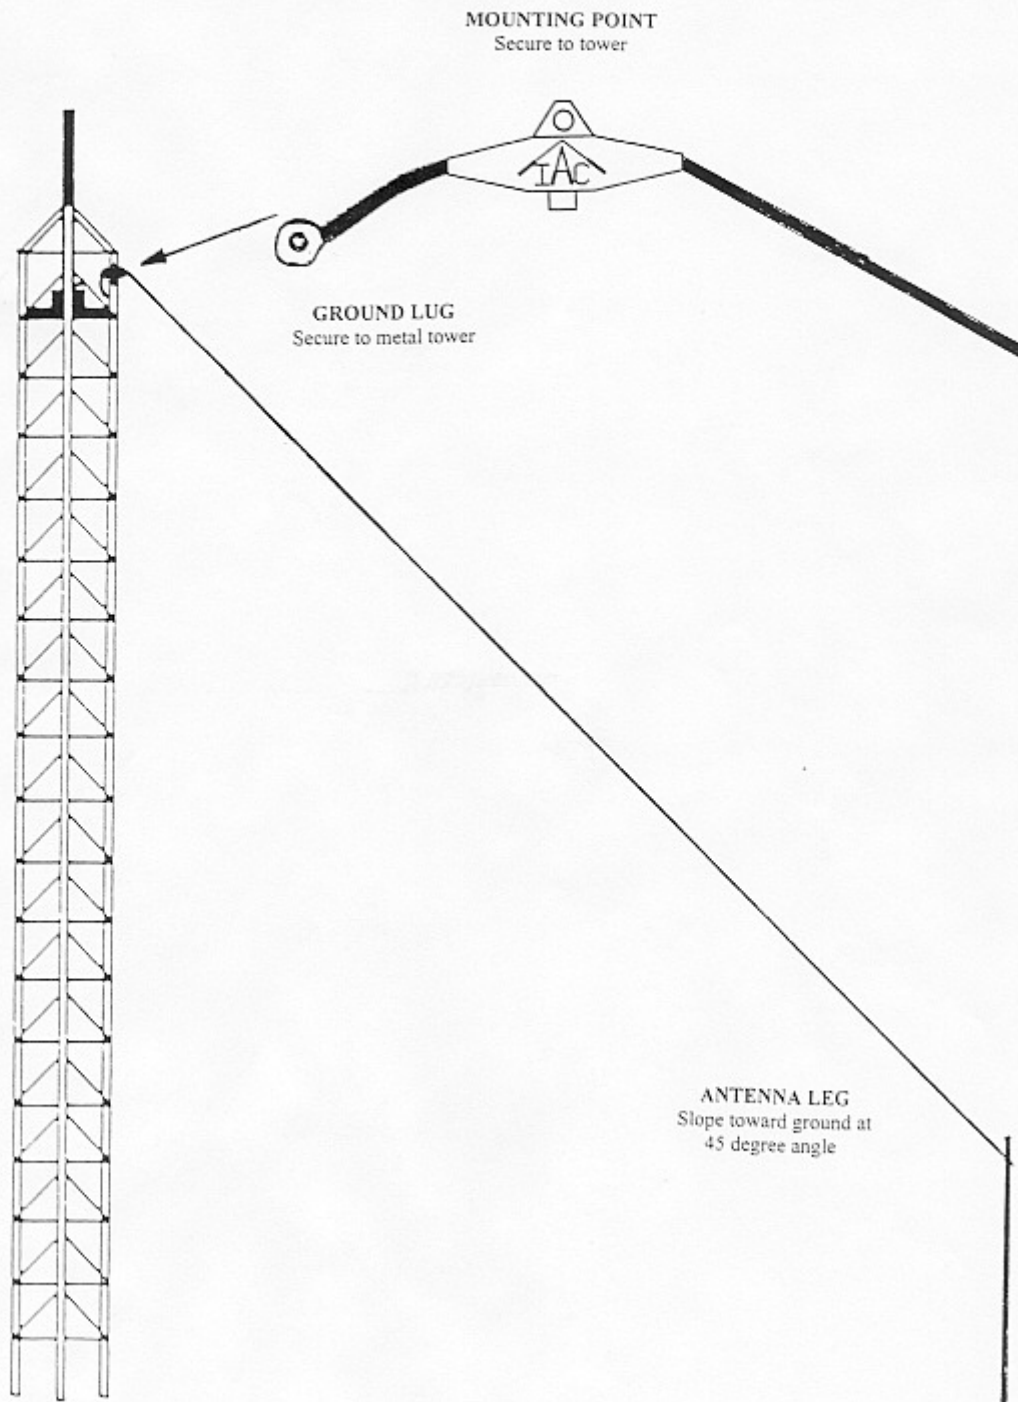 MOUNTING POINT
Secure to tower
IAC
GROUND LUG
Secure to metal tower
ANTENNA LEG
Slope toward ground at
45 degree angle